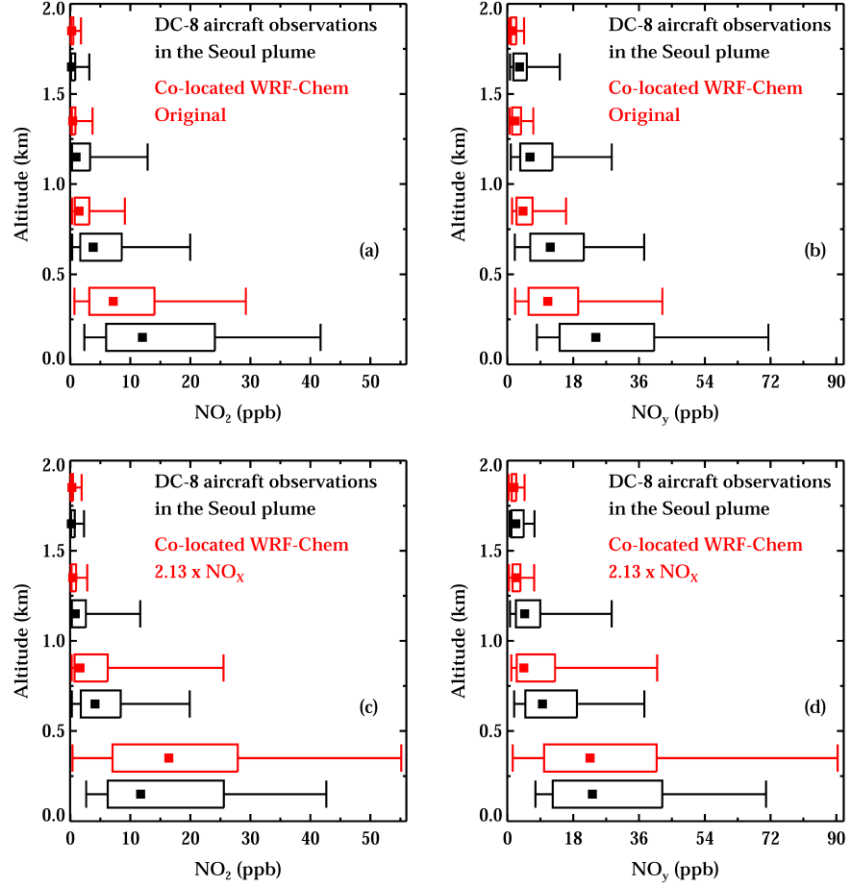 2.0
1.5
1.0
0.5
0.0
Altitude (km)
DC-8 aircraft observations
in the Seoul plume
Co-located WRF-Chem
Original
(a)
0 10 20 30 40 50
NO₂ (ppb)
2.0
1.5
1.0
0.5
0.0
Altitude (km)
DC-8 aircraft observations
in the Seoul plume
Co-located WRF-Chem
Original
(b)
0 18 36 54 72 90
NOy (ppb)
2.0
1.5
1.0
0.5
0.0
Altitude (km)
DC-8 aircraft observations
in the Seoul plume
Co-located WRF-Chem
2.13 x NOX
(c)
0 10 20 30 40 50
NO₂ (ppb)
2.0
1.5
1.0
0.5
0.0
Altitude (km)
DC-8 aircraft observations
in the Seoul plume
Co-located WRF-Chem
2.13 x NOX
(d)
0 18 36 54 72 90
NOy (ppb)